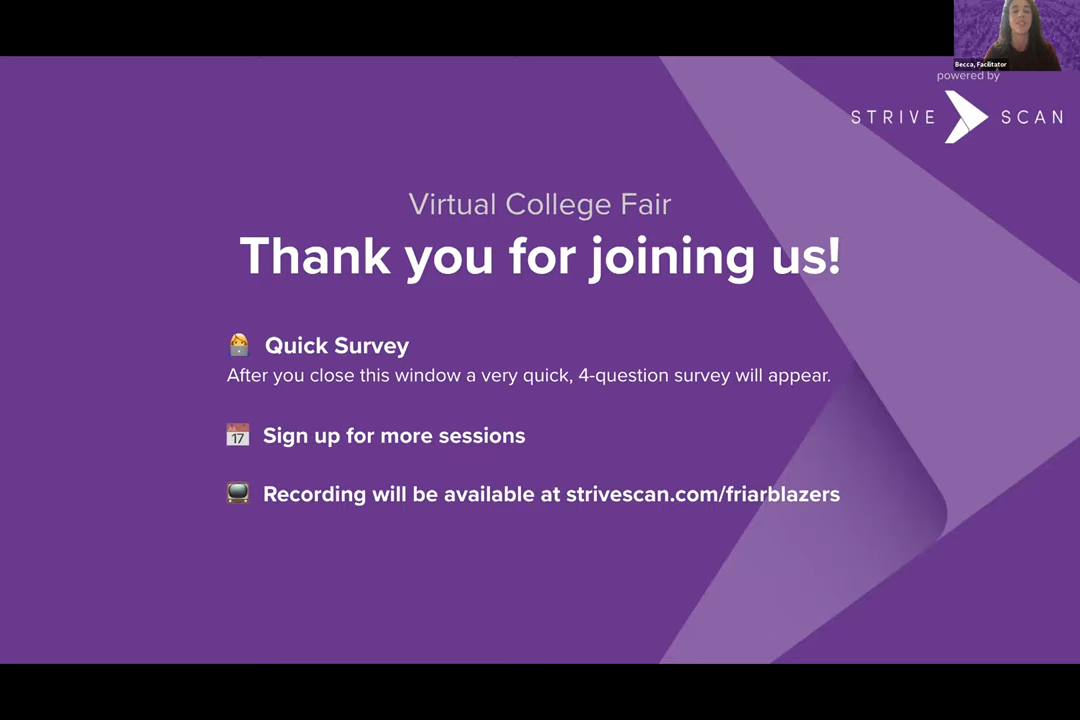 Becca, Facilitator
powered by
STRIVE SCAN
Virtual College Fair
Thank you for joining us!
Quick Survey
After you close this window a very quick, 4-question survey will appear.
17
Sign up for more sessions
Recording will be available at strivescan.com/friarblazers